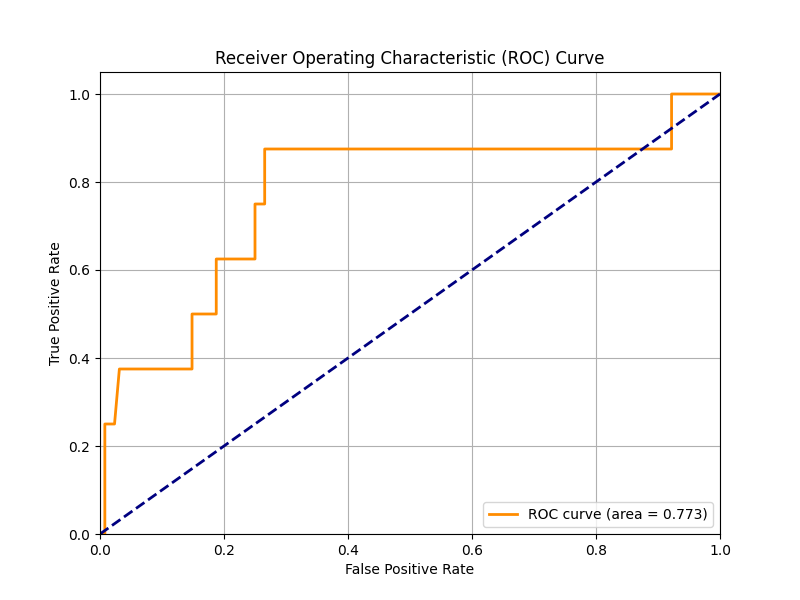 Receiver Operating Characteristic (ROC) Curve
True Positive Rate
1.0
0.8
0.6
0.4
0.2
0.0
0.0 0.2 0.4 0.6 0.8 1.0
False Positive Rate
ROC curve (area = 0.773)